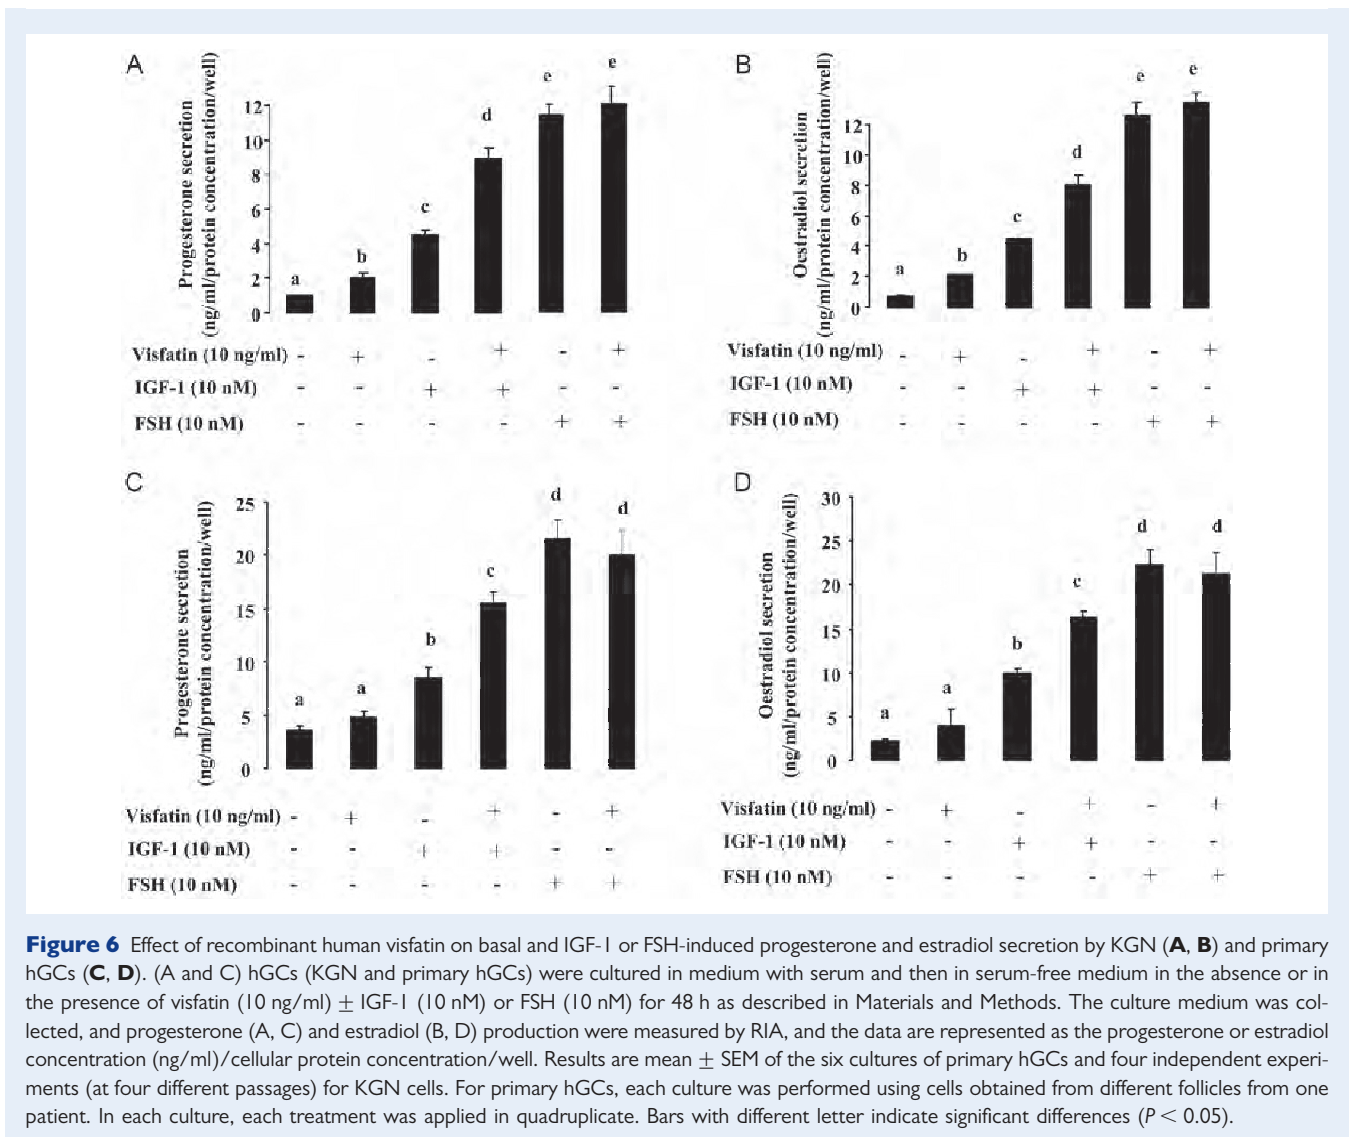 A
Progesterone secretion
(ng/ml/protein concentration/well)
12
10
8
6
4
2
0
a
b
c
d
e
e
Visfatin (10 ng/ml) - + - + - +
IGF-1 (10 nM) - - + + - -
FSH (10 nM) - - - - + +
B
Oestradiol secretion
(ng/ml/protein concentration/well)
12
10
8
6
4
2
0
a
b
c
d
e
e
Visfatin (10 ng/ml) - + - + - +
IGF-1 (10 nM) - - + + - -
FSH (10 nM) - - - - + +
C
Progesterone secretion
(ng/ml/protein concentration/well)
25
20
15
10
5
0
a
a
b
c
d
d
Visfatin (10 ng/ml) - + - + - +
IGF-1 (10 nM) - - + + - -
FSH (10 nM) - - - - + +
D
Oestradiol secretion
(ng/ml/protein concentration/well)
30
25
20
15
10
5
0
a
a
b
c
d
d
Visfatin (10 ng/ml) - + - + - +
IGF-1 (10 nM) - - + + - -
FSH (10 nM) - - - - + +
Figure 6 Effect of recombinant human visfatin on basal and IGF-1 or FSH-induced progesterone and estradiol secretion by KGN (A, B) and primary
hGCs (C, D). (A and C) hGCs (KGN and primary hGCs) were cultured in medium with serum and then in serum-free medium in the absence or in
the presence of visfatin (10 ng/ml) ± IGF-1 (10 nM) or FSH (10 nM) for 48 h as described in Materials and Methods. The culture medium was col-
lected, and progesterone (A, C) and estradiol (B, D) production were measured by RIA, and the data are represented as the progesterone or estradiol
concentration (ng/ml)/cellular protein concentration/well. Results are mean ± SEM of the six cultures of primary hGCs and four independent experi-
ments (at four different passages) for KGN cells. For primary hGCs, each culture was performed using cells obtained from different follicles from one
patient. In each culture, each treatment was applied in quadruplicate. Bars with different letter indicate significant differences (P < 0.05).